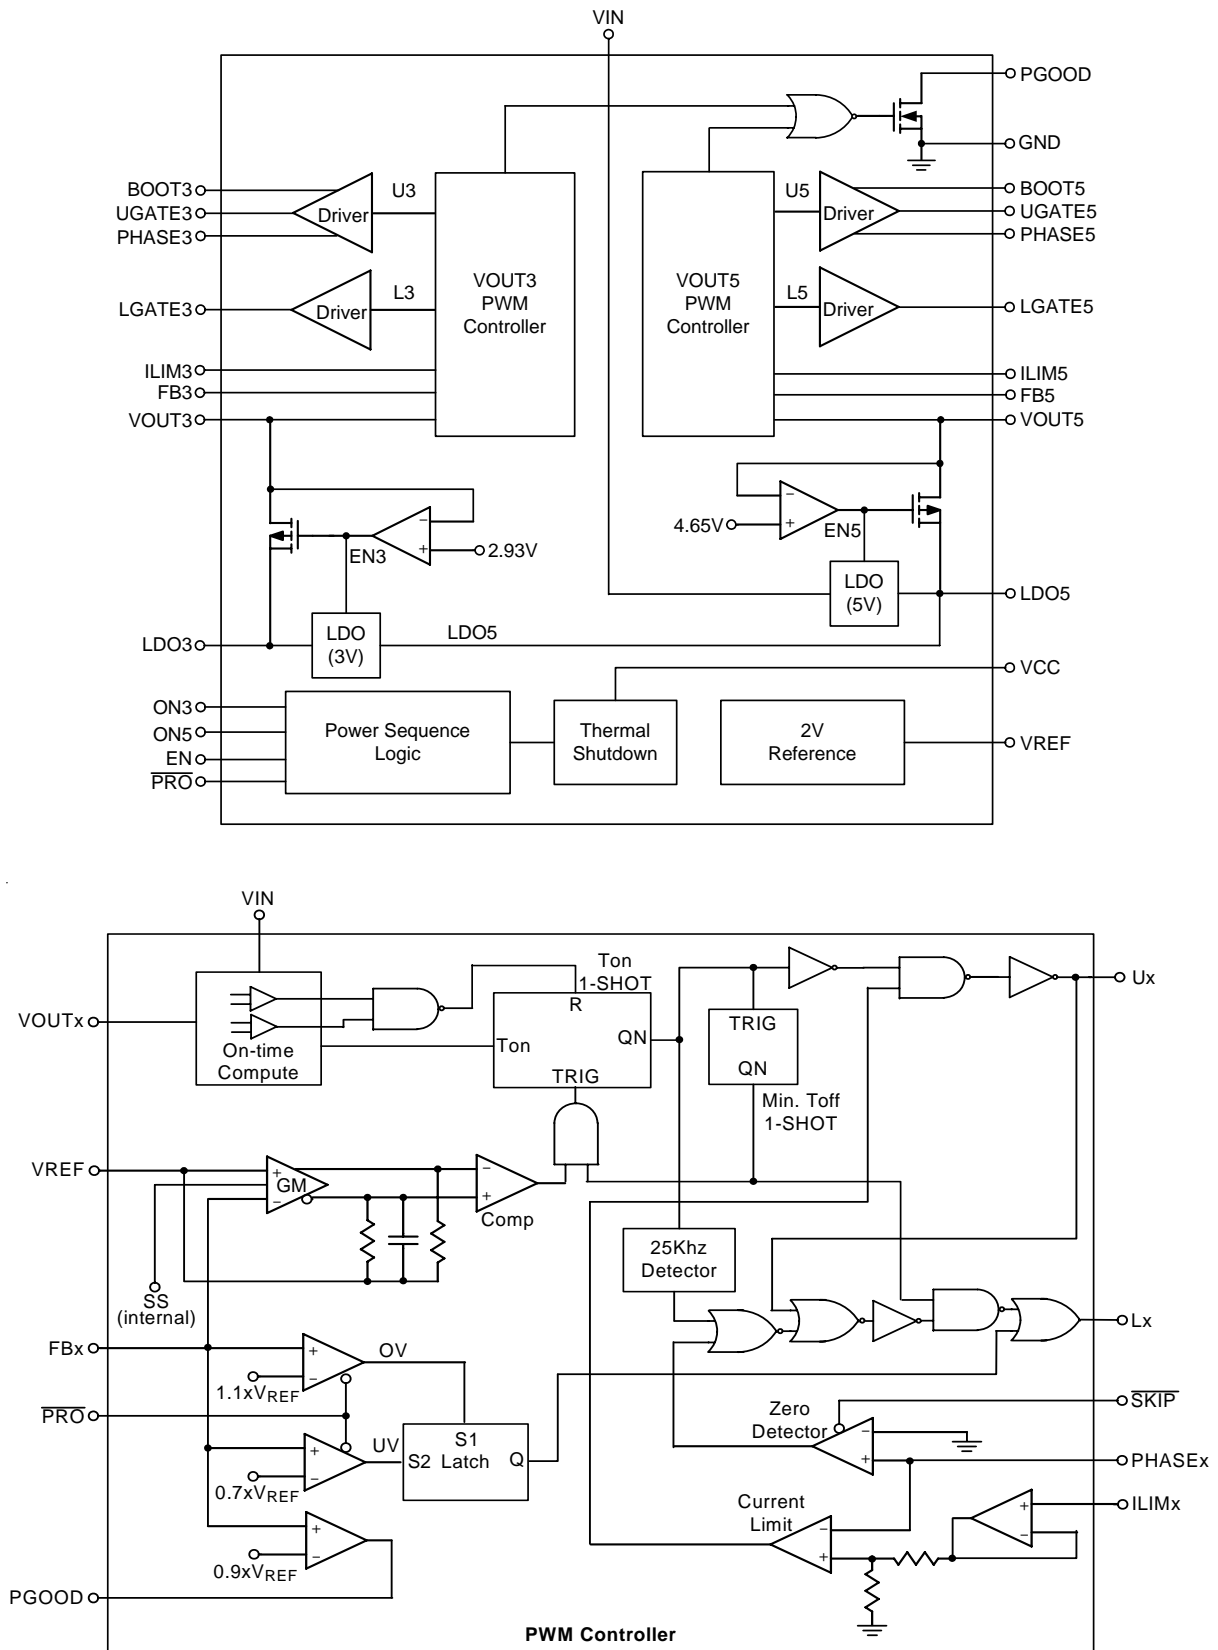 VIN
PGOOD
GND
BOOT3
UGATE3
PHASE3
Driver
U3
LGATE3
Driver
L3
VOUT3
PWM
Controller
ILIM3
FB3
VOUT3
VOUT5
PWM
Controller
U5
Driver
BOOT5
UGATE5
PHASE5
L5
Driver
LGATE5
ILIM5
FB5
VOUT5
−
+
EN3
2.93V
4.65V
−
+
EN5
LDO
(5V)
LDO5
LDO3
LDO
(3V)
LDO5
VCC
ON3
ON5
EN
PRO
Power Sequence
Logic
Thermal
Shutdown
2V
Reference
VREF
VIN
VOUTx
On-time
Compute
Ton
1-SHOT
R
Ton
QN
TRIG
TRIG
QN
Min. Toff
1-SHOT
Ux
VREF
+
GM
−
−
+
Comp
SS
(internal)
25Khz
Detector
Lx
FBx
+
−
1.1xVREF
OV
PRO
+
−
0.7xVREF
UV
S1
S2 Latch
Q
+
−
0.9xVREF
PGOOD
Zero
Detector
−
+
SKIP
PHASEx
ILIMx
Current
Limit
−
+
+
−
PWM Controller